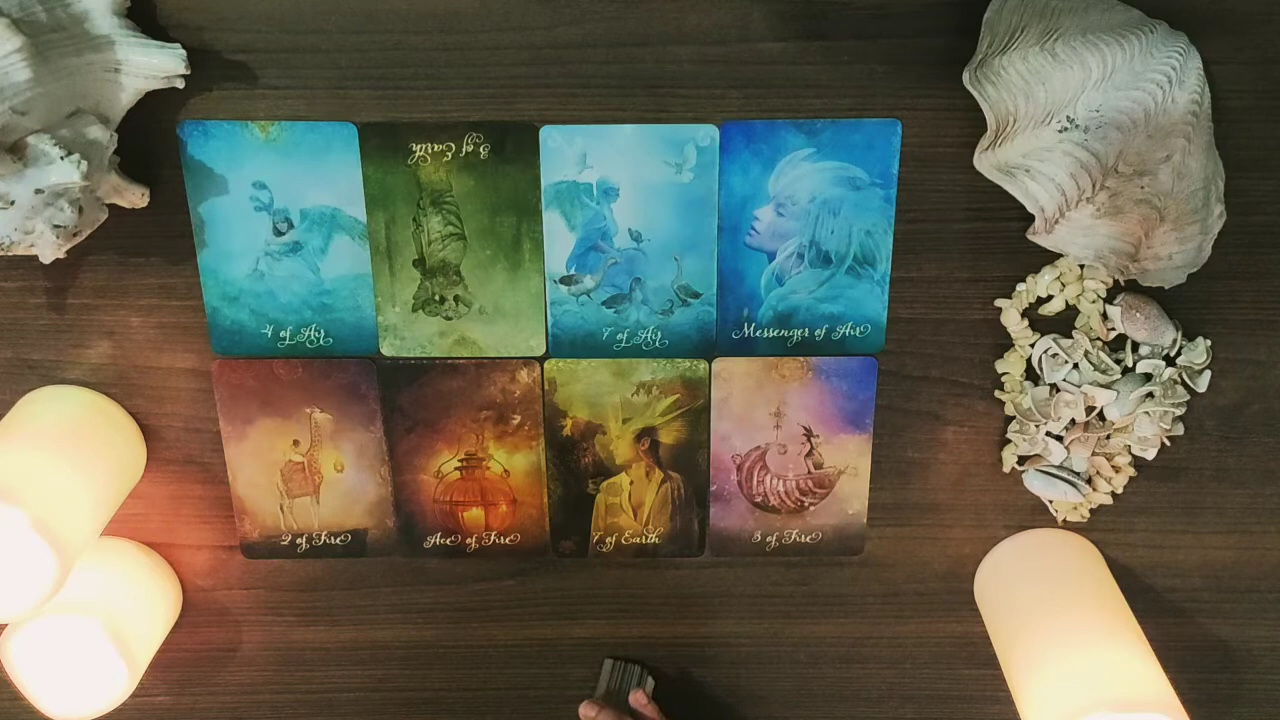 3 of Earth
4 of Air
7 of Air
Messenger of Air
2 of Fire
Ace of Fire
7 of Earth
3 of Fire